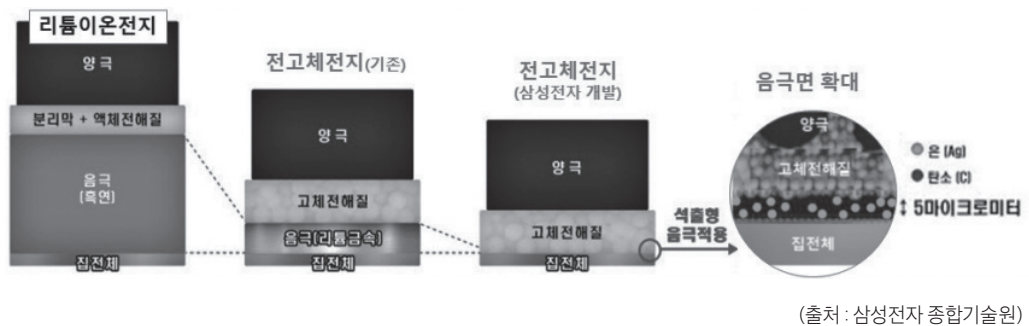 리튬이온전지
양 극
분리막 + 액체전해질
음극
(흑연)
집전체
전고체전지(기존)
양 극
고체전해질
음극(리튬금속)
집전체
전고체전지
(삼성전자 개발)
양 극
고체전해질
집전체
석출형
음극적용
음극면 확대
양극
고체전해질
집전체
은 (Ag)
탄소 (C)
5마이크로미터
(출처 : 삼성전자 종합기술원)